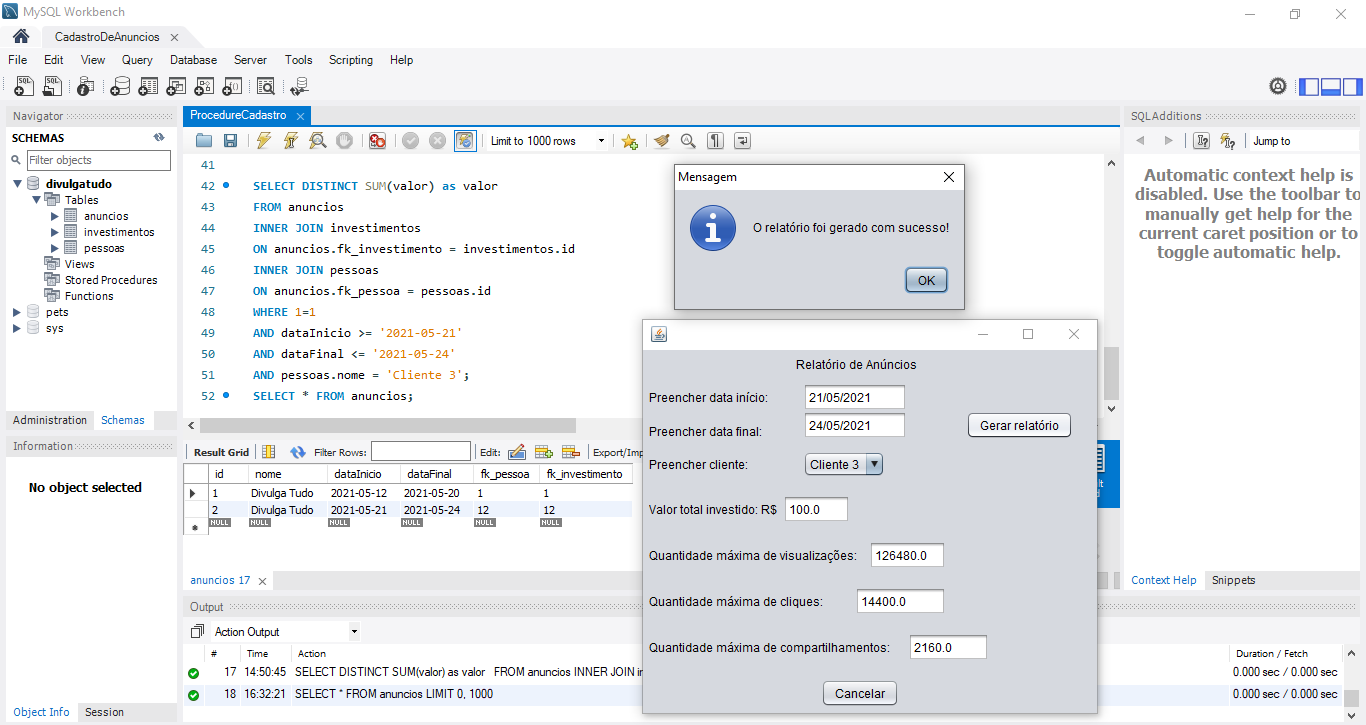 MySQL Workbench
CadastroDeAnuncios
File Edit View Query Database Server Tools Scripting Help
Navigator
SCHEMAS
Filter objects
divulgatudo
Tables
anuncios
investimentos
pessoas
Views
Stored Procedures
Functions
pets
sys
Administration Schemas
Information
No object selected
Object Info Session
ProcedureCadastro
Limit to 1000 rows
41
42 SELECT DISTINCT SUM(valor) as valor
43 FROM anuncios
44 INNER JOIN investimentos
45 ON anuncios.fk_investimento = investimentos.id
46 INNER JOIN pessoas
47 ON anuncios.fk_pessoa = pessoas.id
48 WHERE 1=1
49 AND dataInicio >= '2021-05-21'
50 AND dataFinal <= '2021-05-24'
51 AND pessoas.nome = 'Cliente 3';
52 SELECT * FROM anuncios;
Result Grid Filter Rows: Edit: Export/Imp
id nome dataInicio dataFinal fk_pessoa fk_investimento
1 Divulga Tudo 2021-05-12 2021-05-20 1 1
2 Divulga Tudo 2021-05-21 2021-05-24 12 12
NULL NULL NULL NULL NULL NULL
anuncios 17
Output
Action Output
# Time Action Duration / Fetch
17 14:50:45 SELECT DISTINCT SUM(valor) as valor FROM anuncios INNER JOIN in 0.000 sec / 0.000 sec
18 16:32:21 SELECT * FROM anuncios LIMIT 0, 1000 0.000 sec / 0.000 sec
Mensagem
O relatório foi gerado com sucesso!
OK
Relatório de Anúncios
Preencher data início: 21/05/2021
Preencher data final: 24/05/2021
Gerar relatório
Preencher cliente: Cliente 3
Valor total investido: R$ 100.0
Quantidade máxima de visualizações: 126480.0
Quantidade máxima de cliques: 14400.0
Quantidade máxima de compartilhamentos: 2160.0
Cancelar
SQLAdditions
Jump to
Automatic context help is
disabled. Use the toolbar to
manually get help for the
current caret position or to
toggle automatic help.
Context Help Snippets